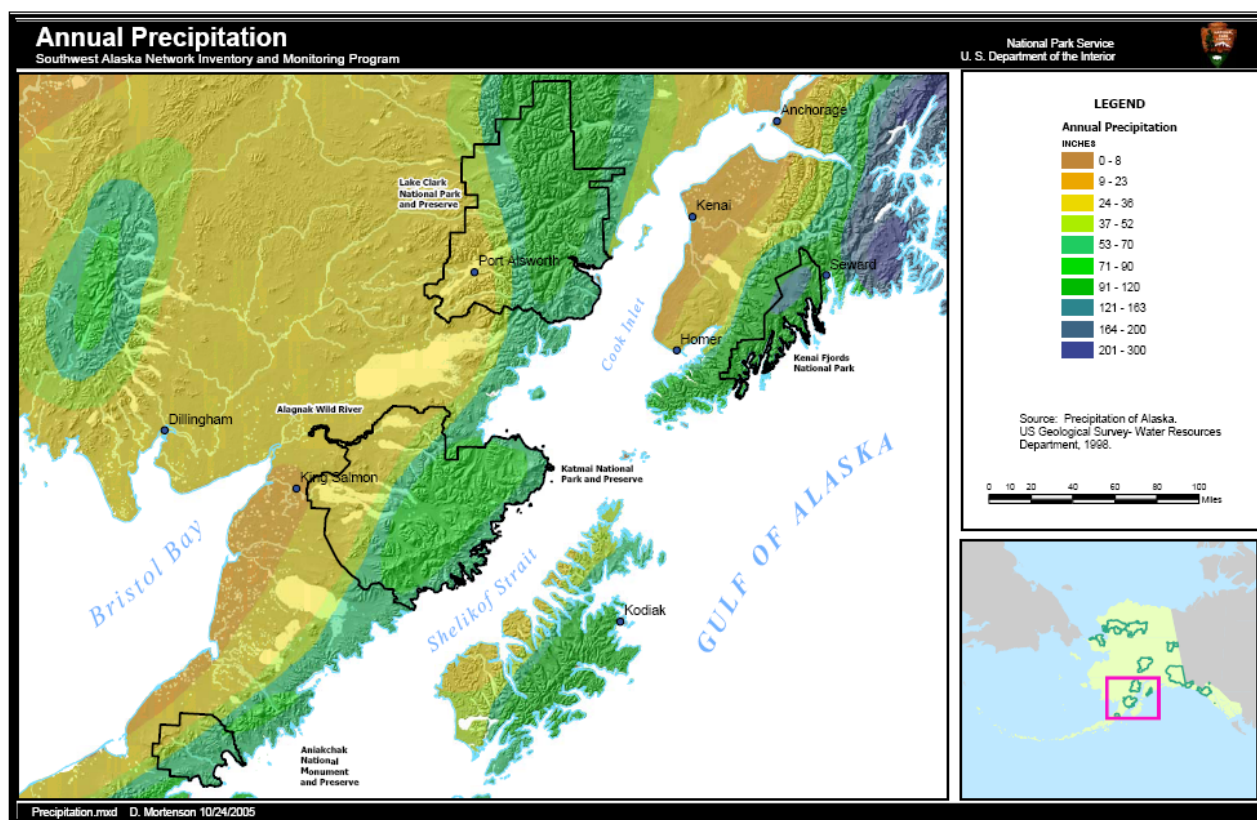 Annual Precipitation
Southwest Alaska Network Inventory and Monitoring Program
National Park Service
U. S. Department of the Interior
Anchorage
Lake Clark
National Park
and Preserve
Kenai
Port Alsworth
Seward
Cook Inlet
Homer
Kenai Fjords
National Park
Alagnak Wild River
Dillingham
King Salmon
Katmai National
Park and Preserve
Bristol Bay
Shelikof Strait
GULF OF ALASKA
Kodiak
Aniakchak
National
Monument
and Preserve
LEGEND
Annual Precipitation
INCHES
0 - 8
9 - 23
24 - 36
37 - 52
53 - 70
71 - 90
91 - 120
121 - 163
164 - 200
201 - 300
Source: Precipitation of Alaska.
US Geological Survey- Water Resources
Department, 1998.
0 10 20 40 60 80 100
Miles
Precipitation.mxd D. Mortenson 10/24/2005